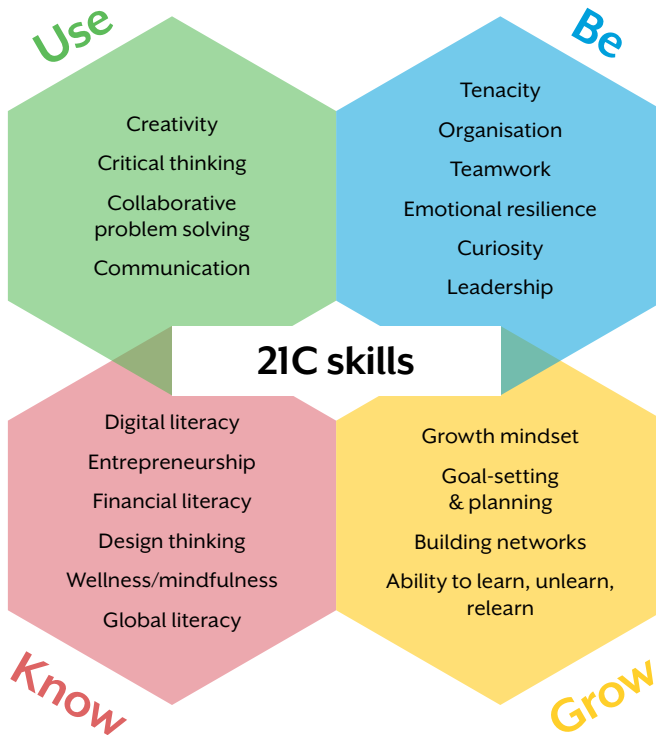 Use
Creativity
Critical thinking
Collaborative
problem solving
Communication
Be
Tenacity
Organisation
Teamwork
Emotional resilience
Curiosity
Leadership
21C skills
Digital literacy
Entrepreneurship
Financial literacy
Design thinking
Wellness/mindfulness
Global literacy
Know
Growth mindset
Goal-setting
& planning
Building networks
Ability to learn, unlearn,
relearn
Grow